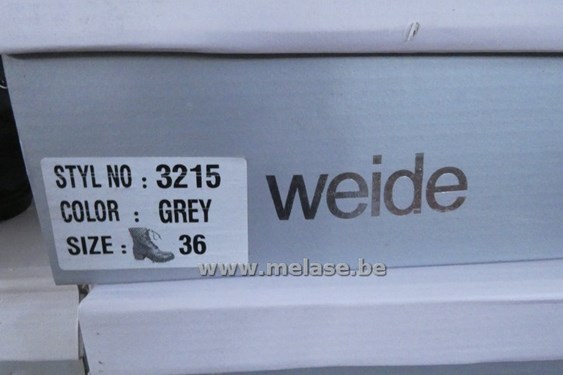 STYL NO : 3215
COLOR : GREY
SIZE : 36
weide
www.melase.be